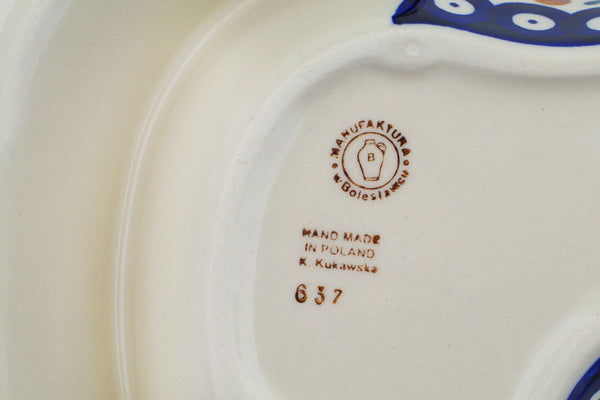 MANUFAKTURA
B
w Bolesławcu
HAND MADE
IN POLAND
K. Kukawska
637